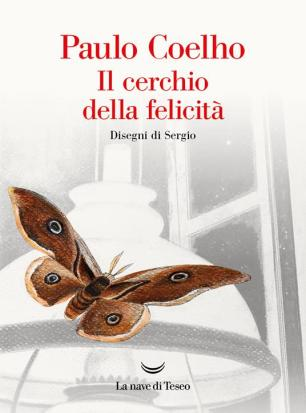 Paulo Coelho
Il cerchio
della felicità
Disegni di Sergio
La nave di Teseo